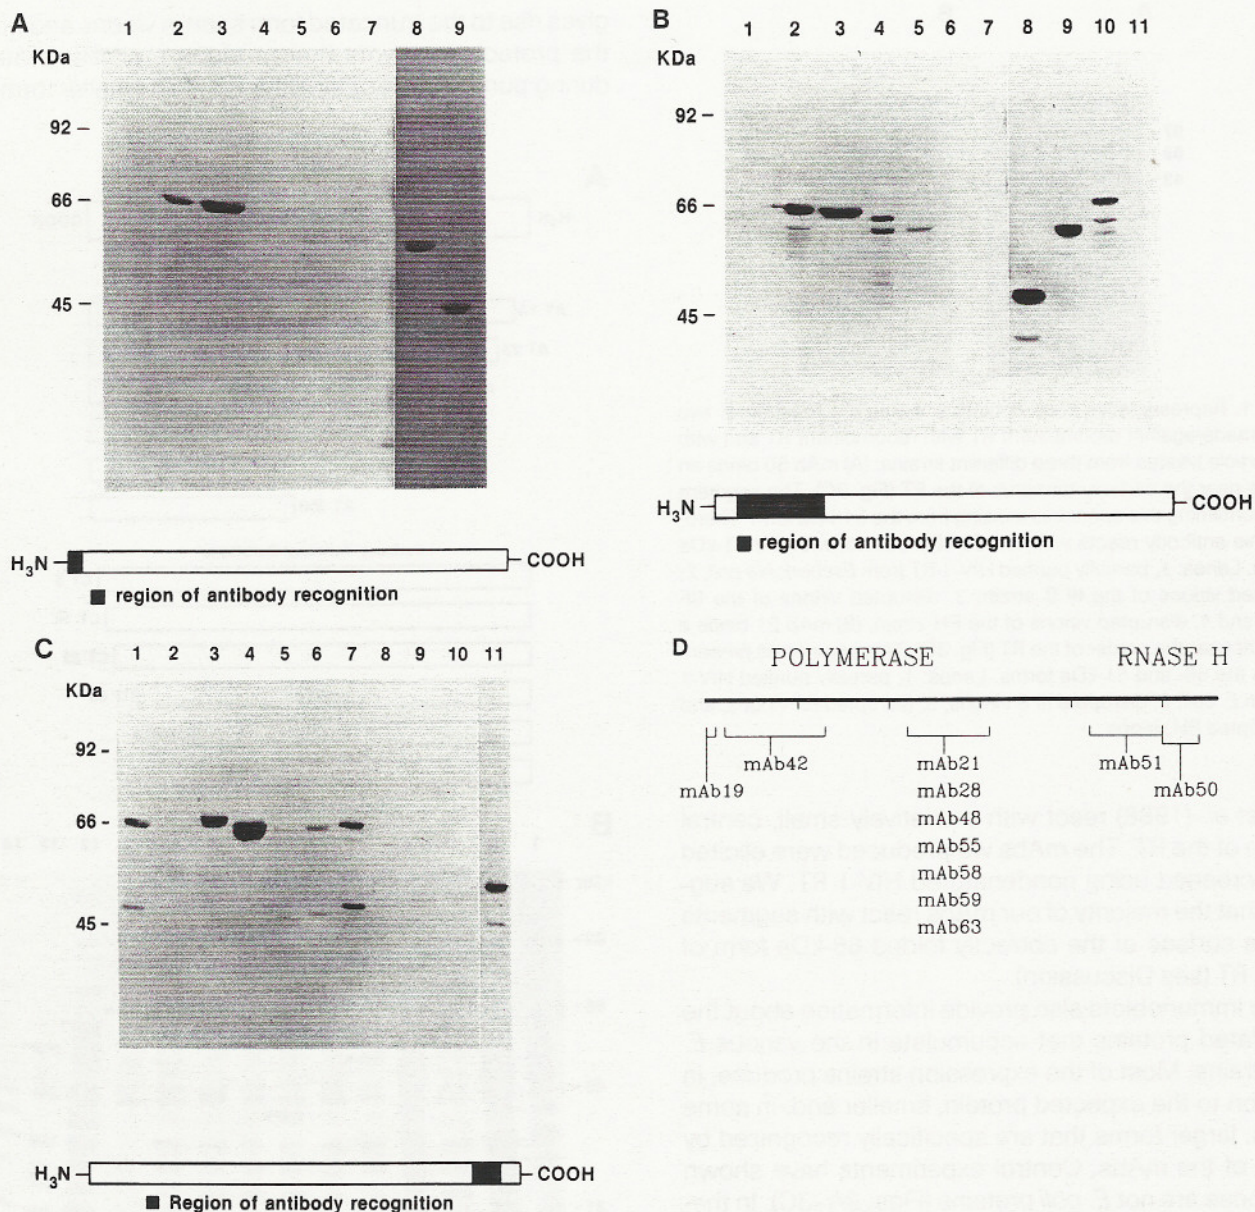 A
1 2 3 4 5 6 7 8 9
KDa
92
66
45
H3N COOH
region of antibody recognition
B
1 2 3 4 5 6 7 8 9 10 11
KDa
92
66
45
H3N COOH
region of antibody recognition
C
1 2 3 4 5 6 7 8 9 10 11
KDa
92
66
45
H3N COOH
Region of antibody recognition
D
POLYMERASE RNASE H
mAb42 mAb21 mAb51
mAb19 mAb50
mAb28
mAb48
mAb55
mAb58
mAb59
mAb63